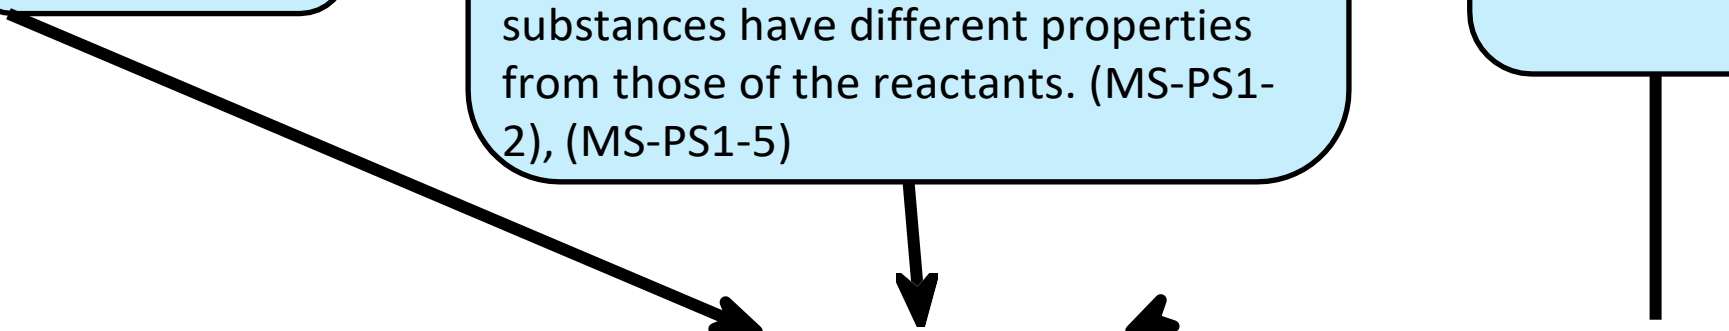 substances have different properties
from those of the reactants. (MS-PS1-
2), (MS-PS1-5)